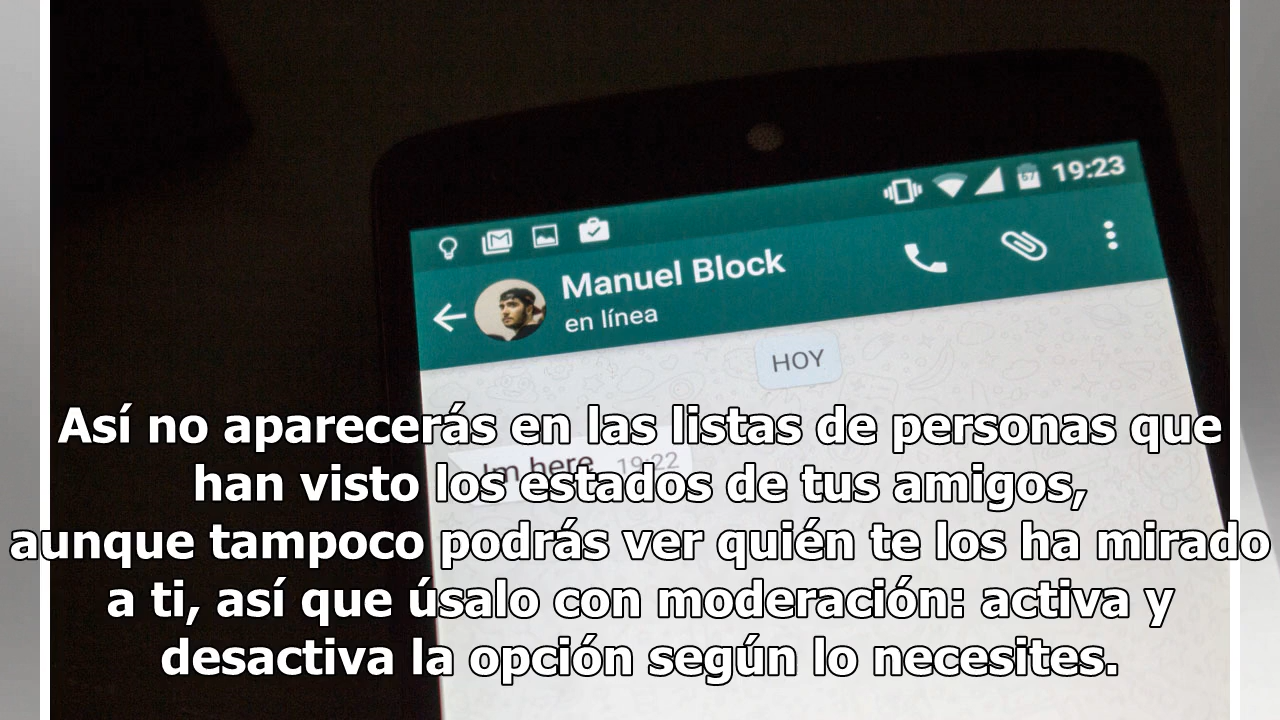 19:23
Manuel Block
en línea
HOY
Im here 19:22
Así no aparecerás en las listas de personas que
han visto los estados de tus amigos,
aunque tampoco podrás ver quién te los ha mirado
a ti, así que úsalo con moderación: activa y
desactiva la opción según lo necesites.